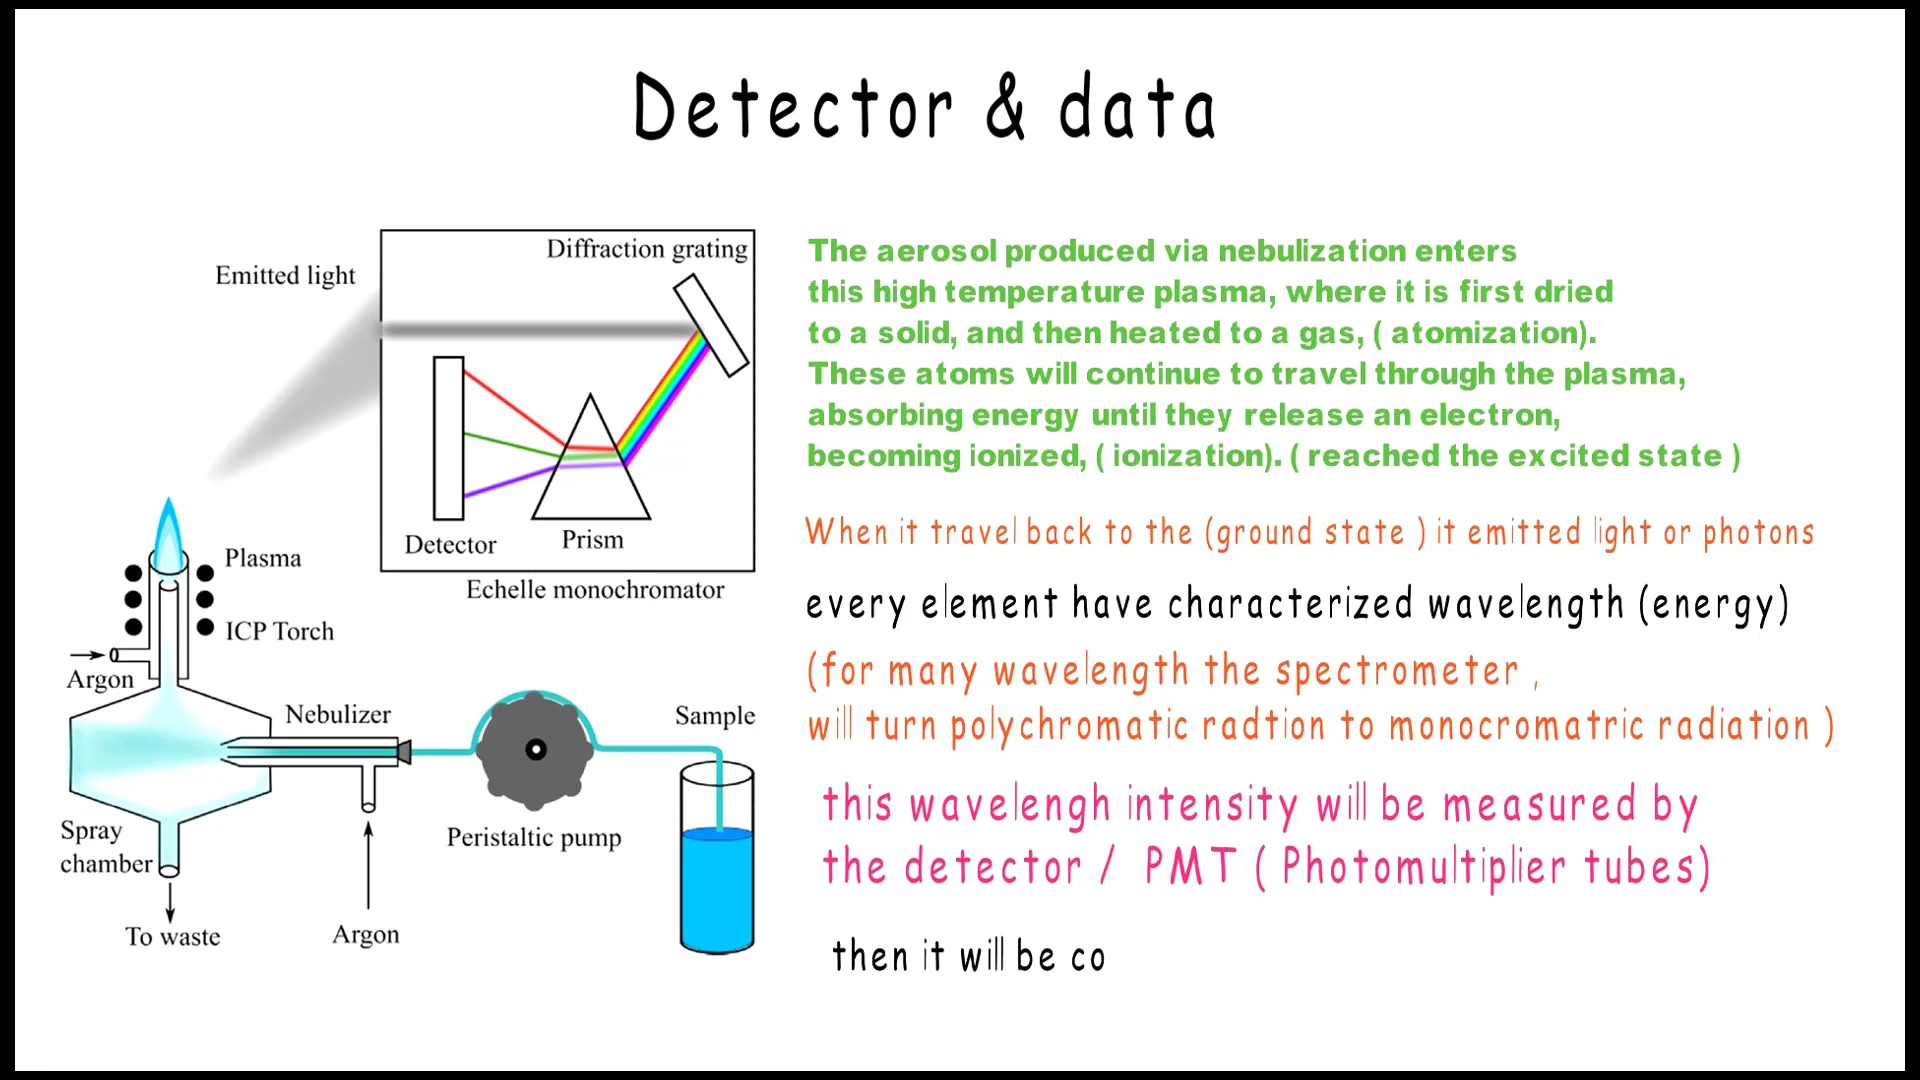 Detector & data
Emitted light
Diffraction grating
Detector
Prism
Echelle monochromator
Plasma
ICP Torch
Argon
Nebulizer
Sample
Spray
chamber
Peristaltic pump
To waste
Argon
The aerosol produced via nebulization enters
this high temperature plasma, where it is first dried
to a solid, and then heated to a gas, ( atomization).
These atoms will continue to travel through the plasma,
absorbing energy until they release an electron,
becoming ionized, ( ionization). ( reached the excited state )
When it travel back to the (ground state ) it emitted light or photons
every element have characterized wavelength (energy)
(for many wavelength the spectrometer ,
will turn polychromatic radtion to monocromatric radiation )
this wavelengh intensity will be measured by
the detector / PMT ( Photomultiplier tubes)
then it will be co